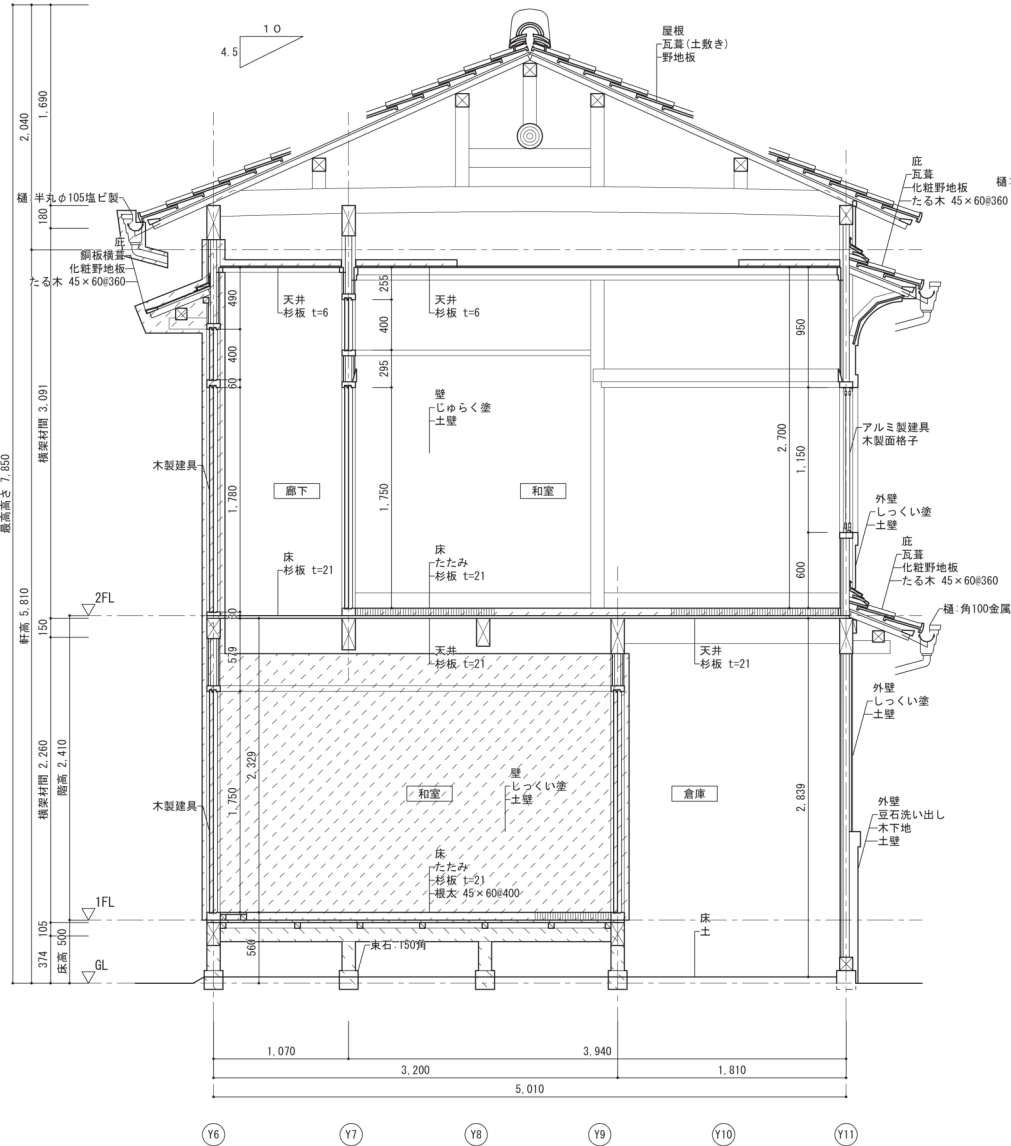 10
4.5
屋根
瓦葺(土敷き)
野地板
庇
瓦葺
化粧野地板
たる木 45×60@360
樋:
樋:半丸φ105塩ビ製
庇
鋼板横葺
化粧野地板
たる木 45×60@360
最高高さ 7,850
2,040
軒高 5,810
1,690
180
横架材間 3,091
150
横架材間 2,260
105
374
階高 2,410
床高 500
490
400
60
1,780
30
579
1,750
2,329
560
255
400
295
1,750
950
2,700
1,150
600
2,839
天井
杉板 t=6
天井
杉板 t=6
壁
じゅらく塗
土壁
木製建具
廊下
和室
アルミ製建具
木製面格子
外壁
しっくい塗
土壁
床
杉板 t=21
床
たたみ
杉板 t=21
庇
瓦葺
化粧野地板
たる木 45×60@360
樋:角100金属
2FL
天井
杉板 t=21
天井
杉板 t=21
外壁
しっくい塗
土壁
木製建具
和室
壁
じっくい塗
土壁
倉庫
外壁
豆石洗い出し
木下地
土壁
床
たたみ
杉板 t=21
根太 45×60@400
1FL
床
土
束石:150角
GL
1,070
3,940
3,200
1,810
5,010
Y6
Y7
Y8
Y9
Y10
Y11